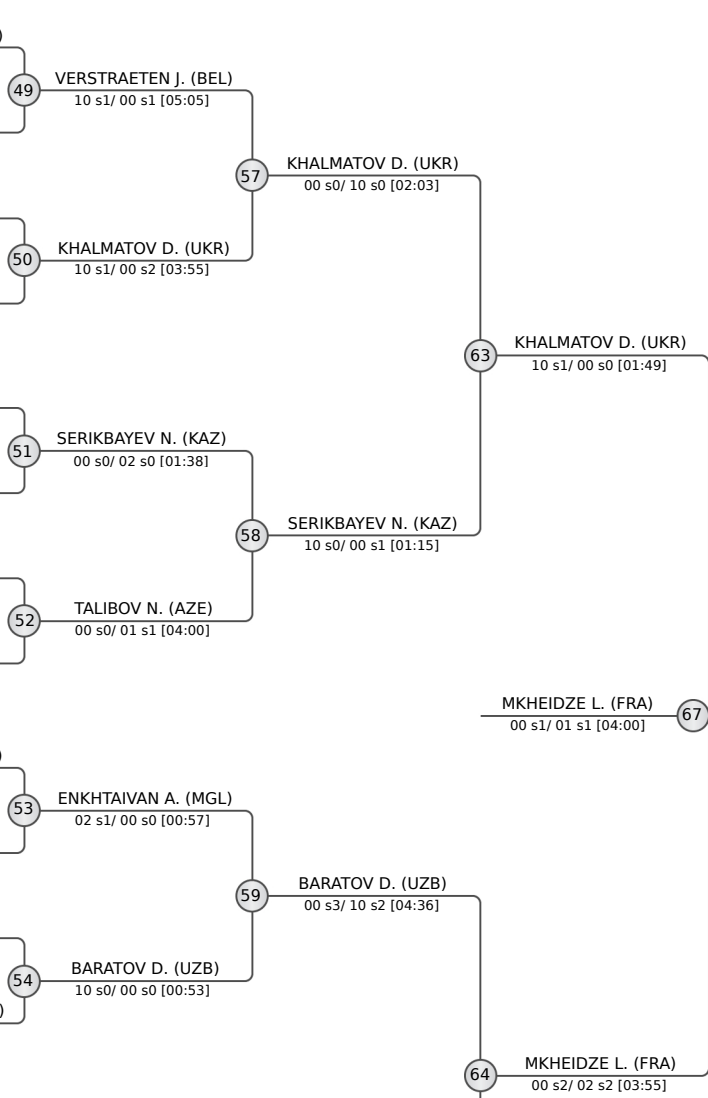 )
49
VERSTRAETEN J. (BEL)
10 s1/ 00 s1 [05:05]
57
KHALMATOV D. (UKR)
00 s0/ 10 s0 [02:03]
50
KHALMATOV D. (UKR)
10 s1/ 00 s2 [03:55]
63
KHALMATOV D. (UKR)
10 s1/ 00 s0 [01:49]
51
SERIKBAYEV N. (KAZ)
00 s0/ 02 s0 [01:38]
58
SERIKBAYEV N. (KAZ)
10 s0/ 00 s1 [01:15]
52
TALIBOV N. (AZE)
00 s0/ 01 s1 [04:00]
MKHEIDZE L. (FRA)
00 s1/ 01 s1 [04:00]
67
)
53
ENKHTAIVAN A. (MGL)
02 s1/ 00 s0 [00:57]
59
BARATOV D. (UZB)
00 s3/ 10 s2 [04:36]
54
BARATOV D. (UZB)
10 s0/ 00 s0 [00:53]
)
64
MKHEIDZE L. (FRA)
00 s2/ 02 s2 [03:55]